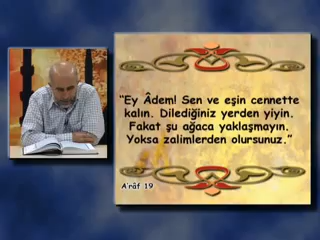 “Ey Âdem! Sen ve eşin cennette
kalın. Dilediğiniz yerden yiyin.
Fakat şu ağaca yaklaşmayın.
Yoksa zalimlerden olursunuz.”
A'râf 19